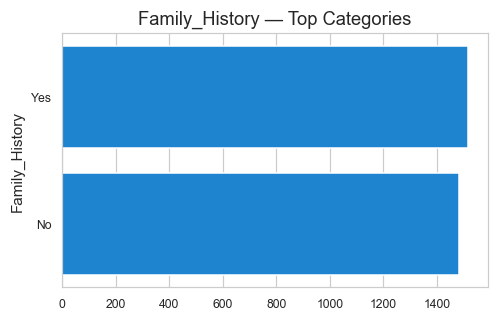 Family_History — Top Categories
Family_History
Yes
No
0 200 400 600 800 1000 1200 1400